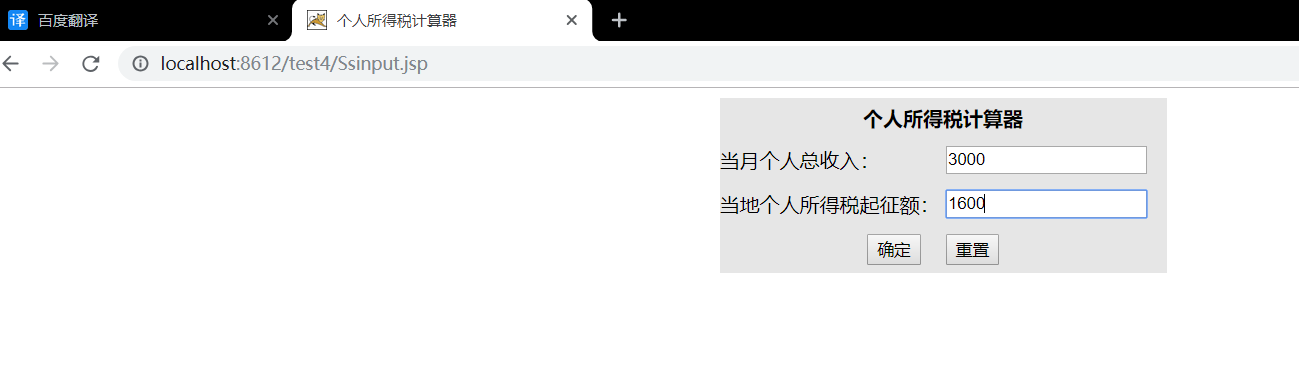 译 百度翻译 个人所得税计算器
localhost:8612/test4/Ssinput.jsp
个人所得税计算器
当月个人总收入： 3000
当地个人所得税起征额： 1600
确定 重置